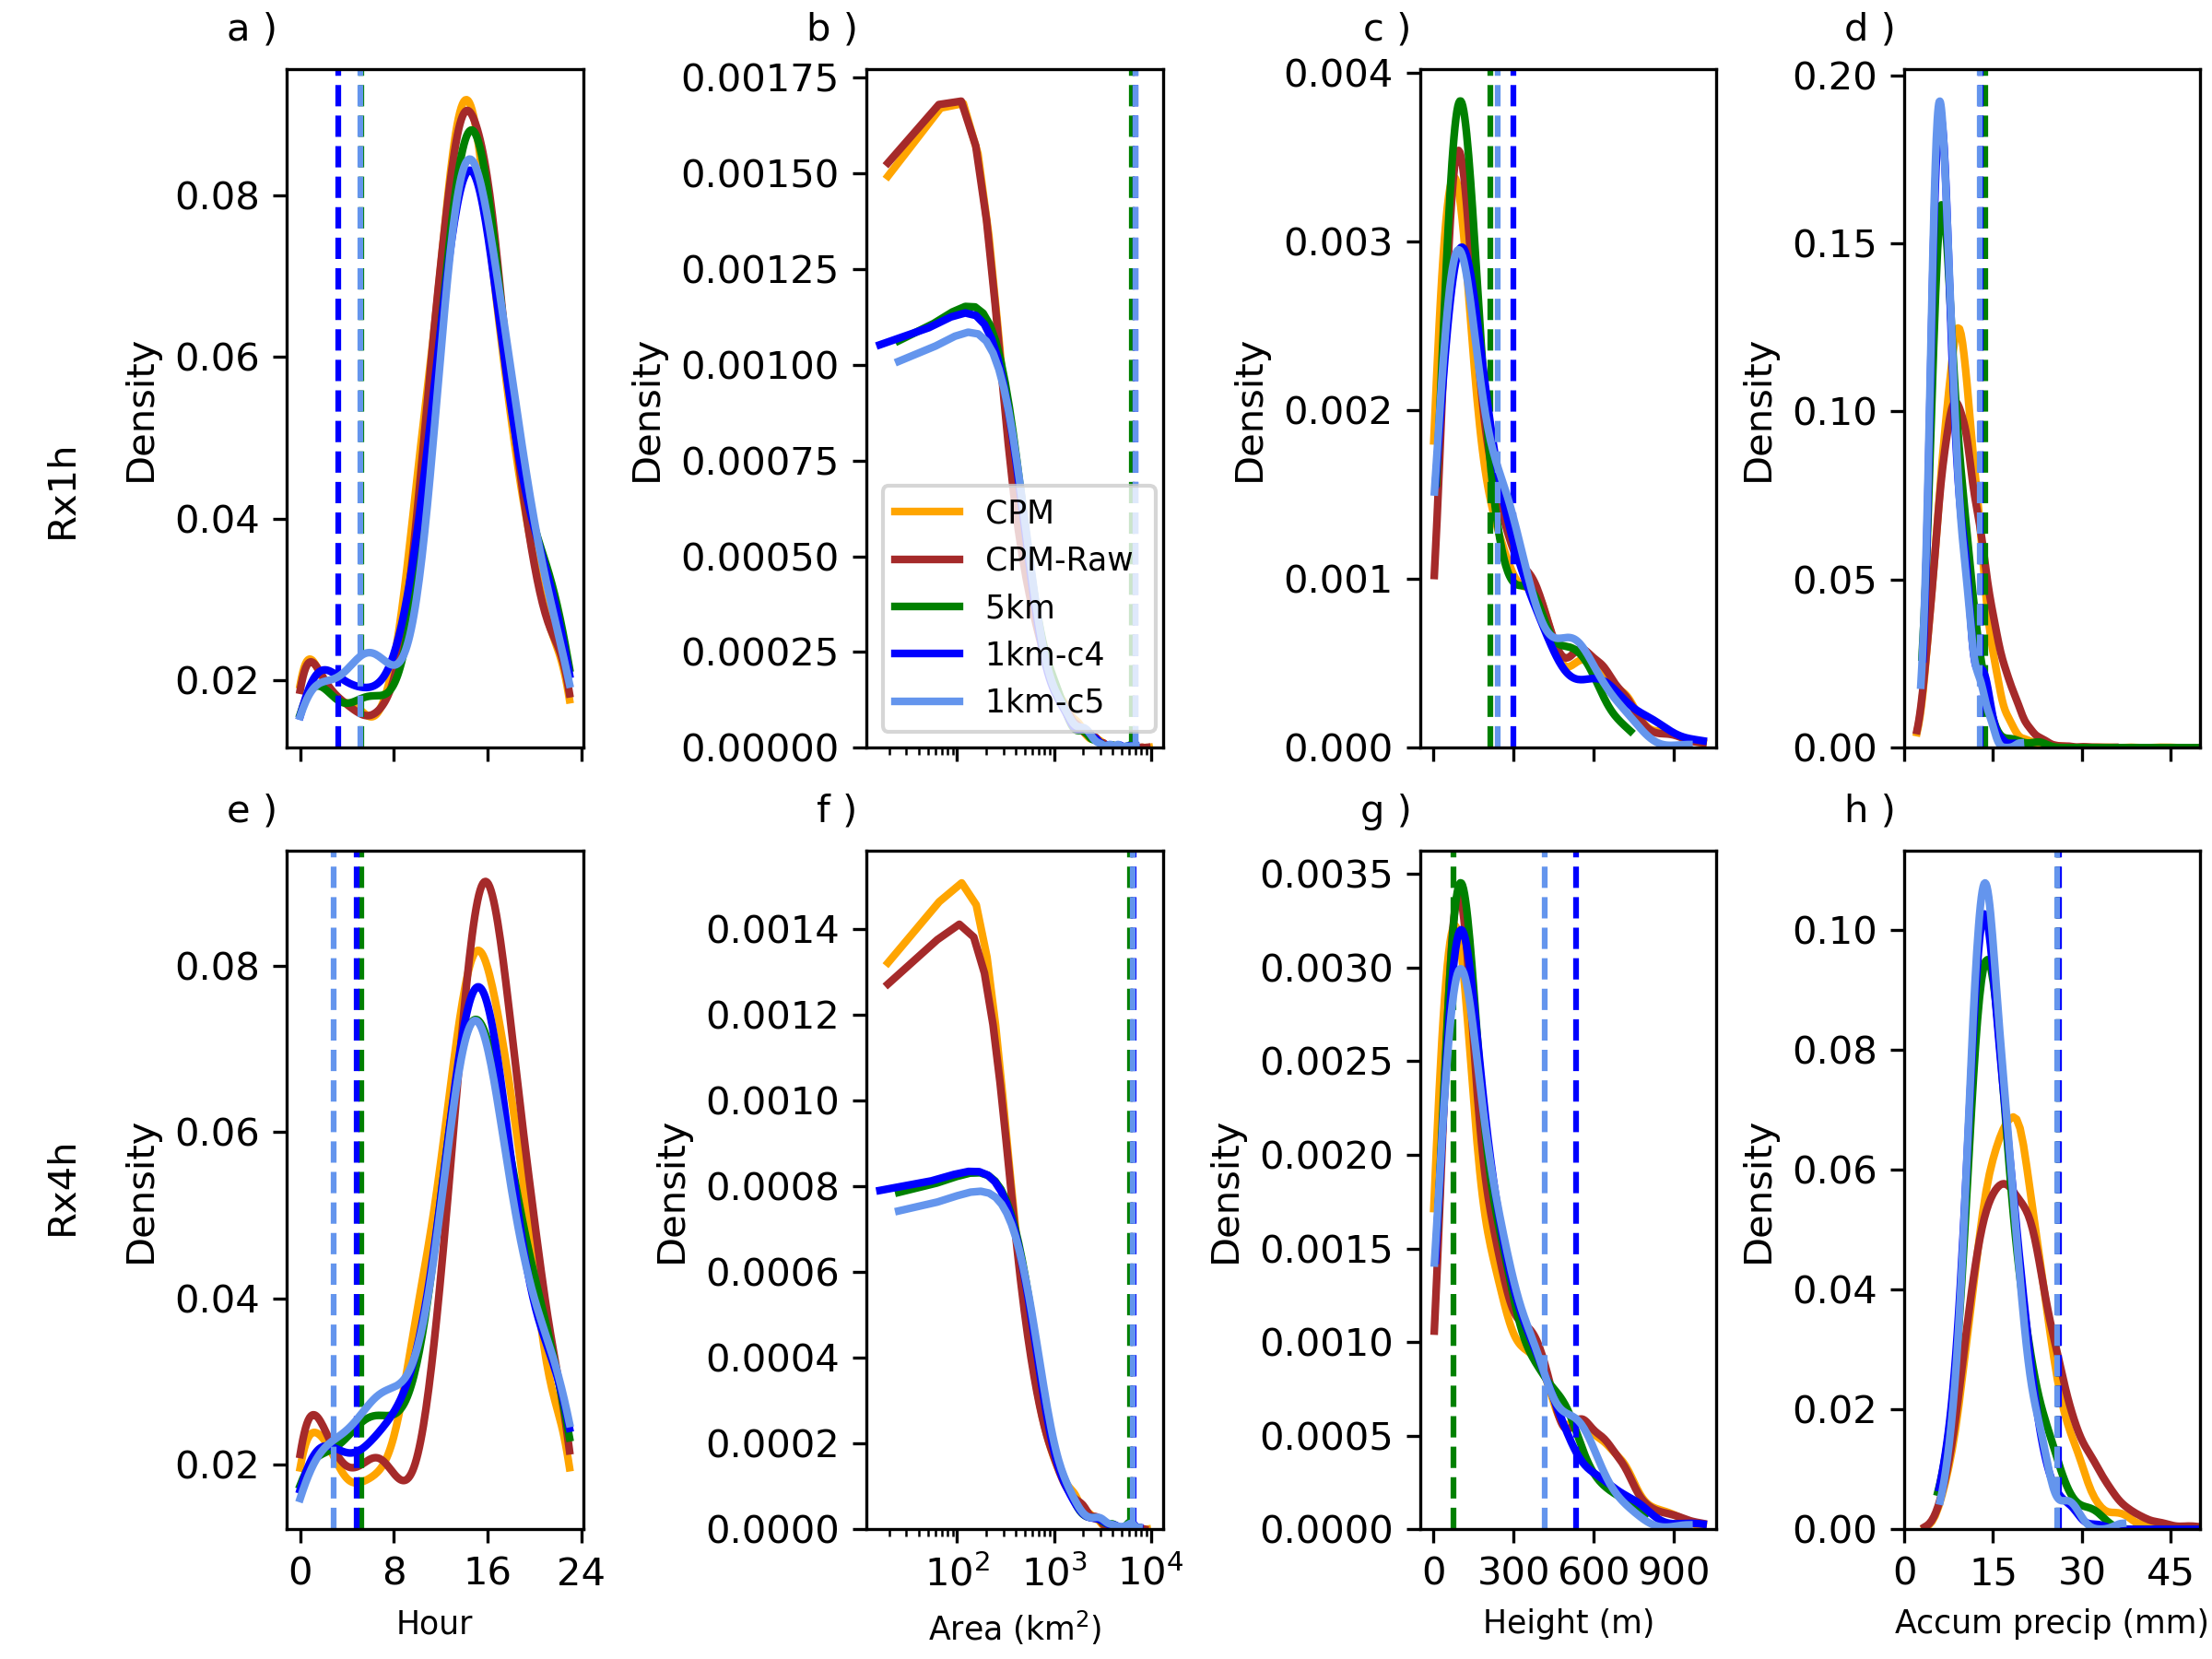 a )
b )
c )
d )
Rx1h
Density
0.08
0.06
0.04
0.02
Density
0.00175
0.00150
0.00125
0.00100
0.00075
0.00050
0.00025
0.00000
CPM
CPM-Raw
5km
1km-c4
1km-c5
Density
0.004
0.003
0.002
0.001
0.000
Density
0.20
0.15
0.10
0.05
0.00
e )
f )
g )
h )
Rx4h
Density
0.08
0.06
0.04
0.02
0 8 16 24
Hour
Density
0.0014
0.0012
0.0010
0.0008
0.0006
0.0004
0.0002
0.0000
10² 10³ 10⁴
Area (km²)
Density
0.0035
0.0030
0.0025
0.0020
0.0015
0.0010
0.0005
0.0000
0 300 600 900
Height (m)
Density
0.10
0.08
0.06
0.04
0.02
0.00
0 15 30 45
Accum precip (mm)